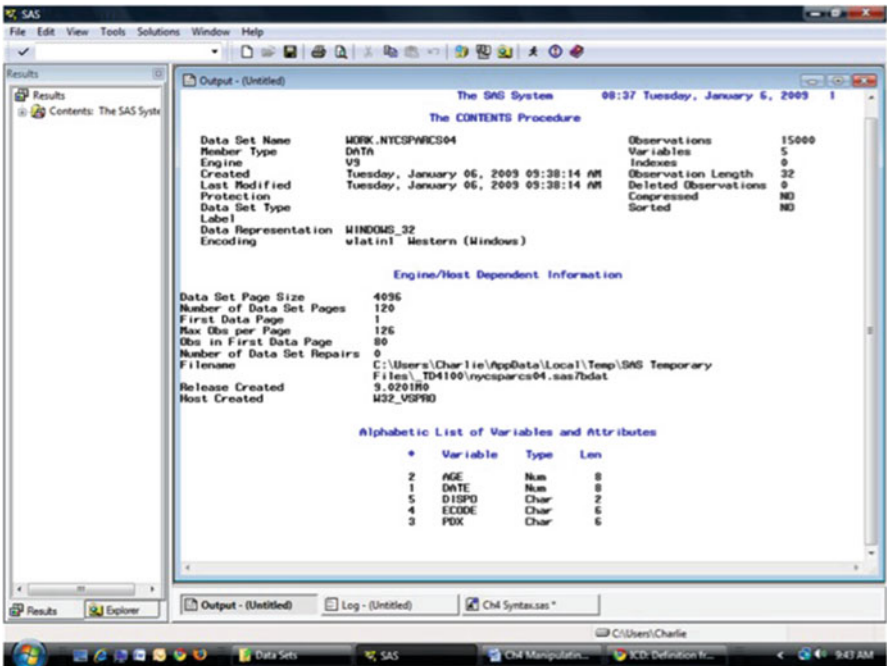 SAS
File Edit View Tools Solutions Window Help
Results
Results
Contents: The SAS Syste
Output - (Untitled)
The SAS System 08:37 Tuesday, January 6, 2009 1
The CONTENTS Procedure
Data Set Name WORK.NYCSPARCS04 Observations 15000
Member Type DATA Variables 5
Engine V9 Indexes 0
Created Tuesday, January 06, 2009 09:38:14 AM Observation Length 32
Last Modified Tuesday, January 06, 2009 09:38:14 AM Deleted Observations 0
Protection Compressed NO
Data Set Type Sorted NO
Label
Data Representation WINDOWS_32
Encoding wlatin1 Western (Windows)
Engine/Host Dependent Information
Data Set Page Size 4096
Number of Data Set Pages 120
First Data Page 1
Max Obs per Page 126
Obs in First Data Page 80
Number of Data Set Repairs 0
Filename C:\Users\Charlie\AppData\Local\Temp\SAS Temporary
Files\_TD4100\nycsparcs04.sas7bdat
Release Created 9.0201M0
Host Created W32_VSPRO
Alphabetic List of Variables and Attributes
# Variable Type Len
2 AGE Num 8
1 DATE Num 8
5 DISPO Char 2
4 ECODE Char 6
3 PDX Char 6
Results Explorer
Output - (Untitled) Log - (Untitled) Ch4 Syntax.sas *
C:\Users\Charlie
Data Sets SAS Ch4 Manipulatin... ICD: Definition fr... 9:43 AM